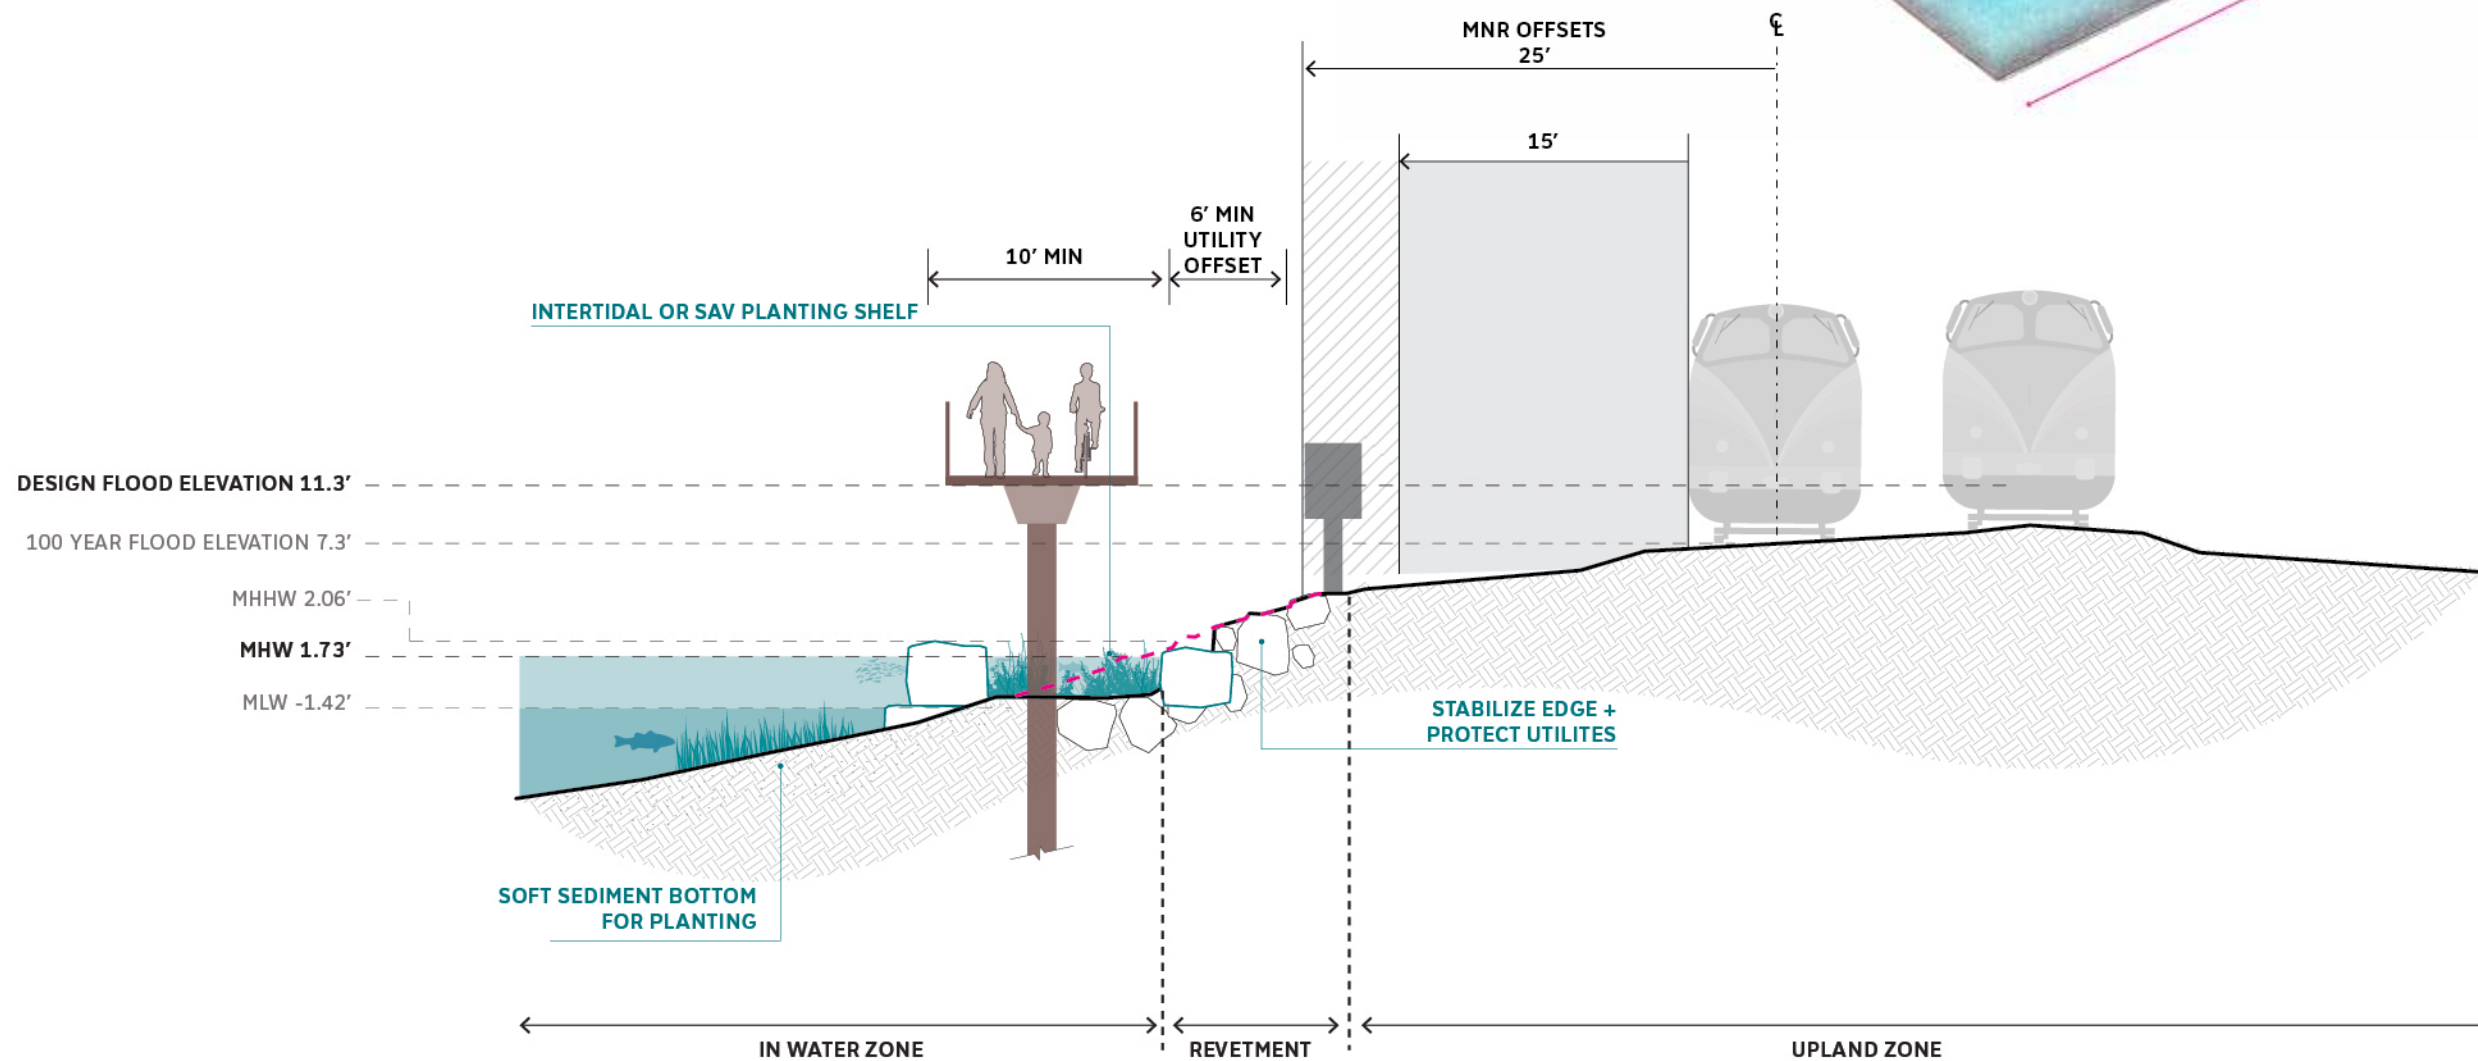 ℄
MNR OFFSETS
25′
15′
6′ MIN
UTILITY
OFFSET
10′ MIN
INTERTIDAL OR SAV PLANTING SHELF
DESIGN FLOOD ELEVATION 11.3′
100 YEAR FLOOD ELEVATION 7.3′
MHHW 2.06′
MHW 1.73′
MLW -1.42′
STABILIZE EDGE +
PROTECT UTILITES
SOFT SEDIMENT BOTTOM
FOR PLANTING
IN WATER ZONE
REVETMENT
UPLAND ZONE